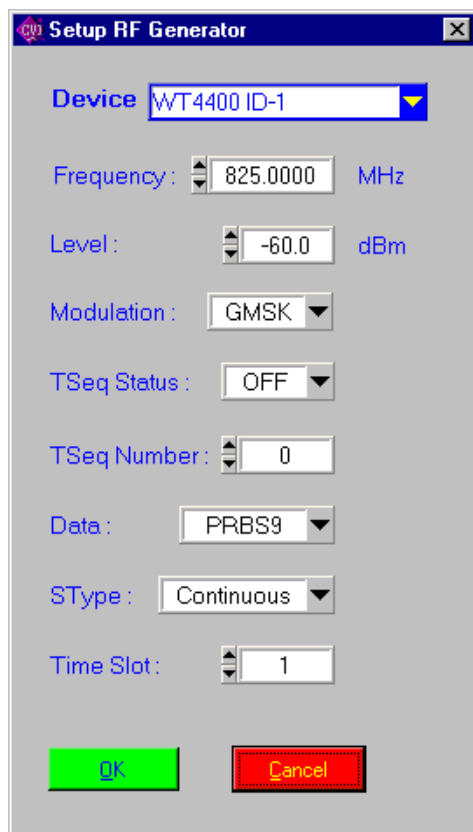 CVI Setup RF Generator
Device WT4400 ID-1
Frequency : 825.0000 MHz
Level : -60.0 dBm
Modulation : GMSK
TSeq Status : OFF
TSeq Number : 0
Data : PRBS9
SType : Continuous
Time Slot : 1
OK Cancel